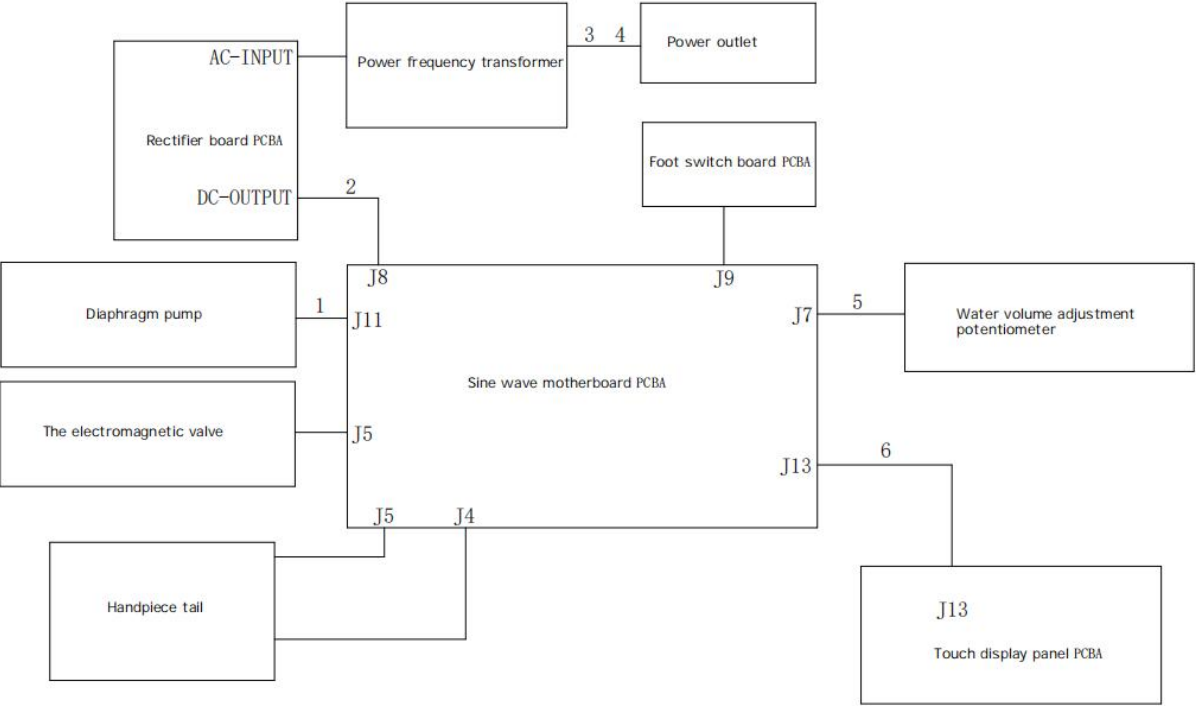 AC-INPUT
Power frequency transformer
3 4
Power outlet
Rectifier board PCBA
DC-OUTPUT
2
Foot switch board PCBA
J8
J9
Diaphragm pump
1
J11
J7
5
Water volume adjustment
potentiometer
Sine wave motherboard PCBA
The electromagnetic valve
J5
J13
6
J5
J4
Handpiece tail
J13
Touch display panel PCBA